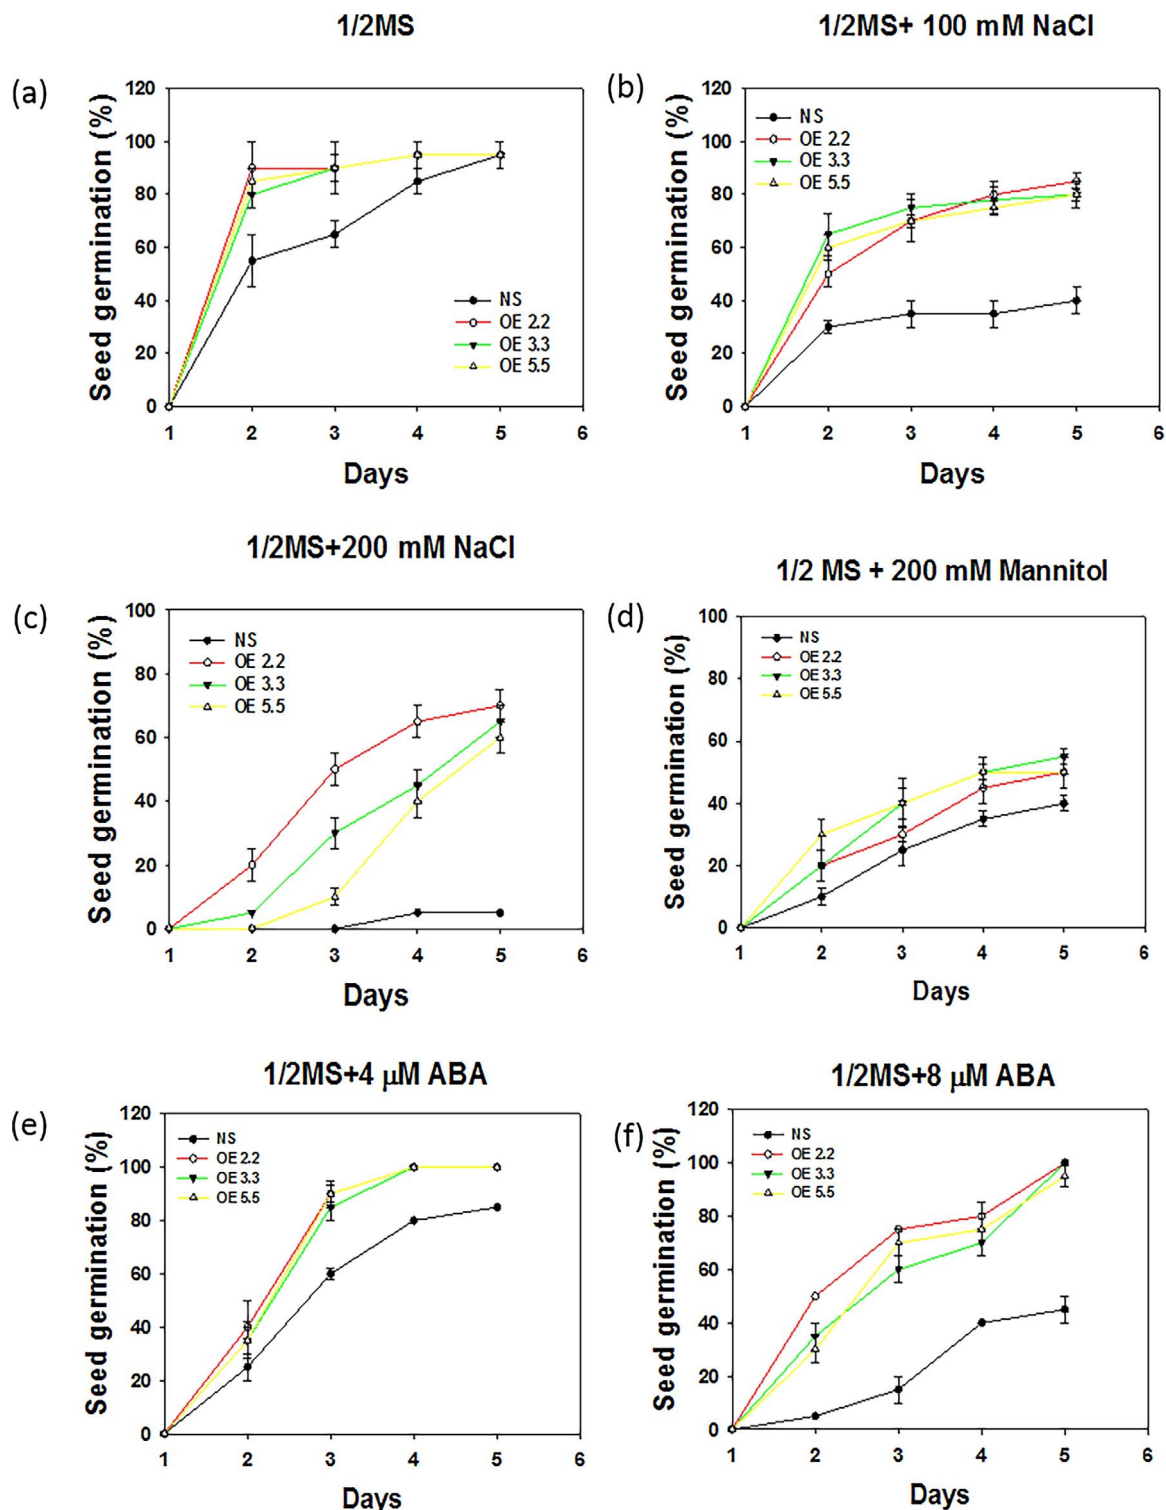 1/2MS
(a)
Seed germination (%)
120
100
80
60
40
20
0
NS
OE 2.2
OE 3.3
OE 5.5
1 2 3 4 5 6
Days
1/2MS+ 100 mM NaCl
(b)
Seed germination (%)
120
100
80
60
40
20
0
NS
OE 2.2
OE 3.3
OE 5.5
1 2 3 4 5 6
Days
1/2MS+200 mM NaCl
(c)
Seed germination (%)
100
80
60
40
20
0
NS
OE 2.2
OE 3.3
OE 5.5
1 2 3 4 5 6
Days
1/2 MS + 200 mM Mannitol
(d)
Seed germination (%)
100
80
60
40
20
0
NS
OE 2.2
OE 3.3
OE 5.5
1 2 3 4 5 6
Days
1/2MS+4 µM ABA
(e)
Seed germination (%)
120
100
80
60
40
20
0
NS
OE 2.2
OE 3.3
OE 5.5
1 2 3 4 5 6
Days
1/2MS+8 µM ABA
(f)
Seed germination (%)
120
100
80
60
40
20
0
NS
OE 2.2
OE 3.3
OE 5.5
1 2 3 4 5 6
Days